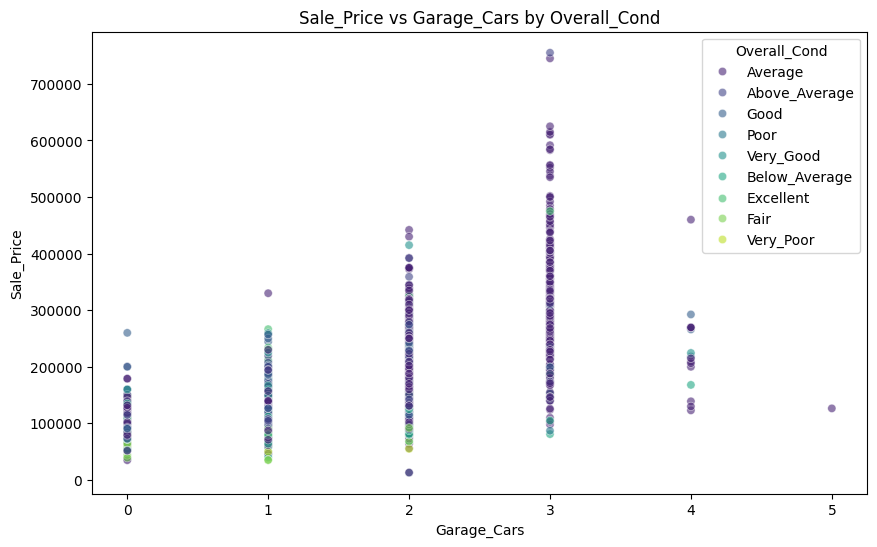 Sale_Price vs Garage_Cars by Overall_Cond
Overall_Cond
Average
Above_Average
Good
Poor
Very_Good
Below_Average
Excellent
Fair
Very_Poor
Sale_Price
700000
600000
500000
400000
300000
200000
100000
0
0 1 2 3 4 5
Garage_Cars